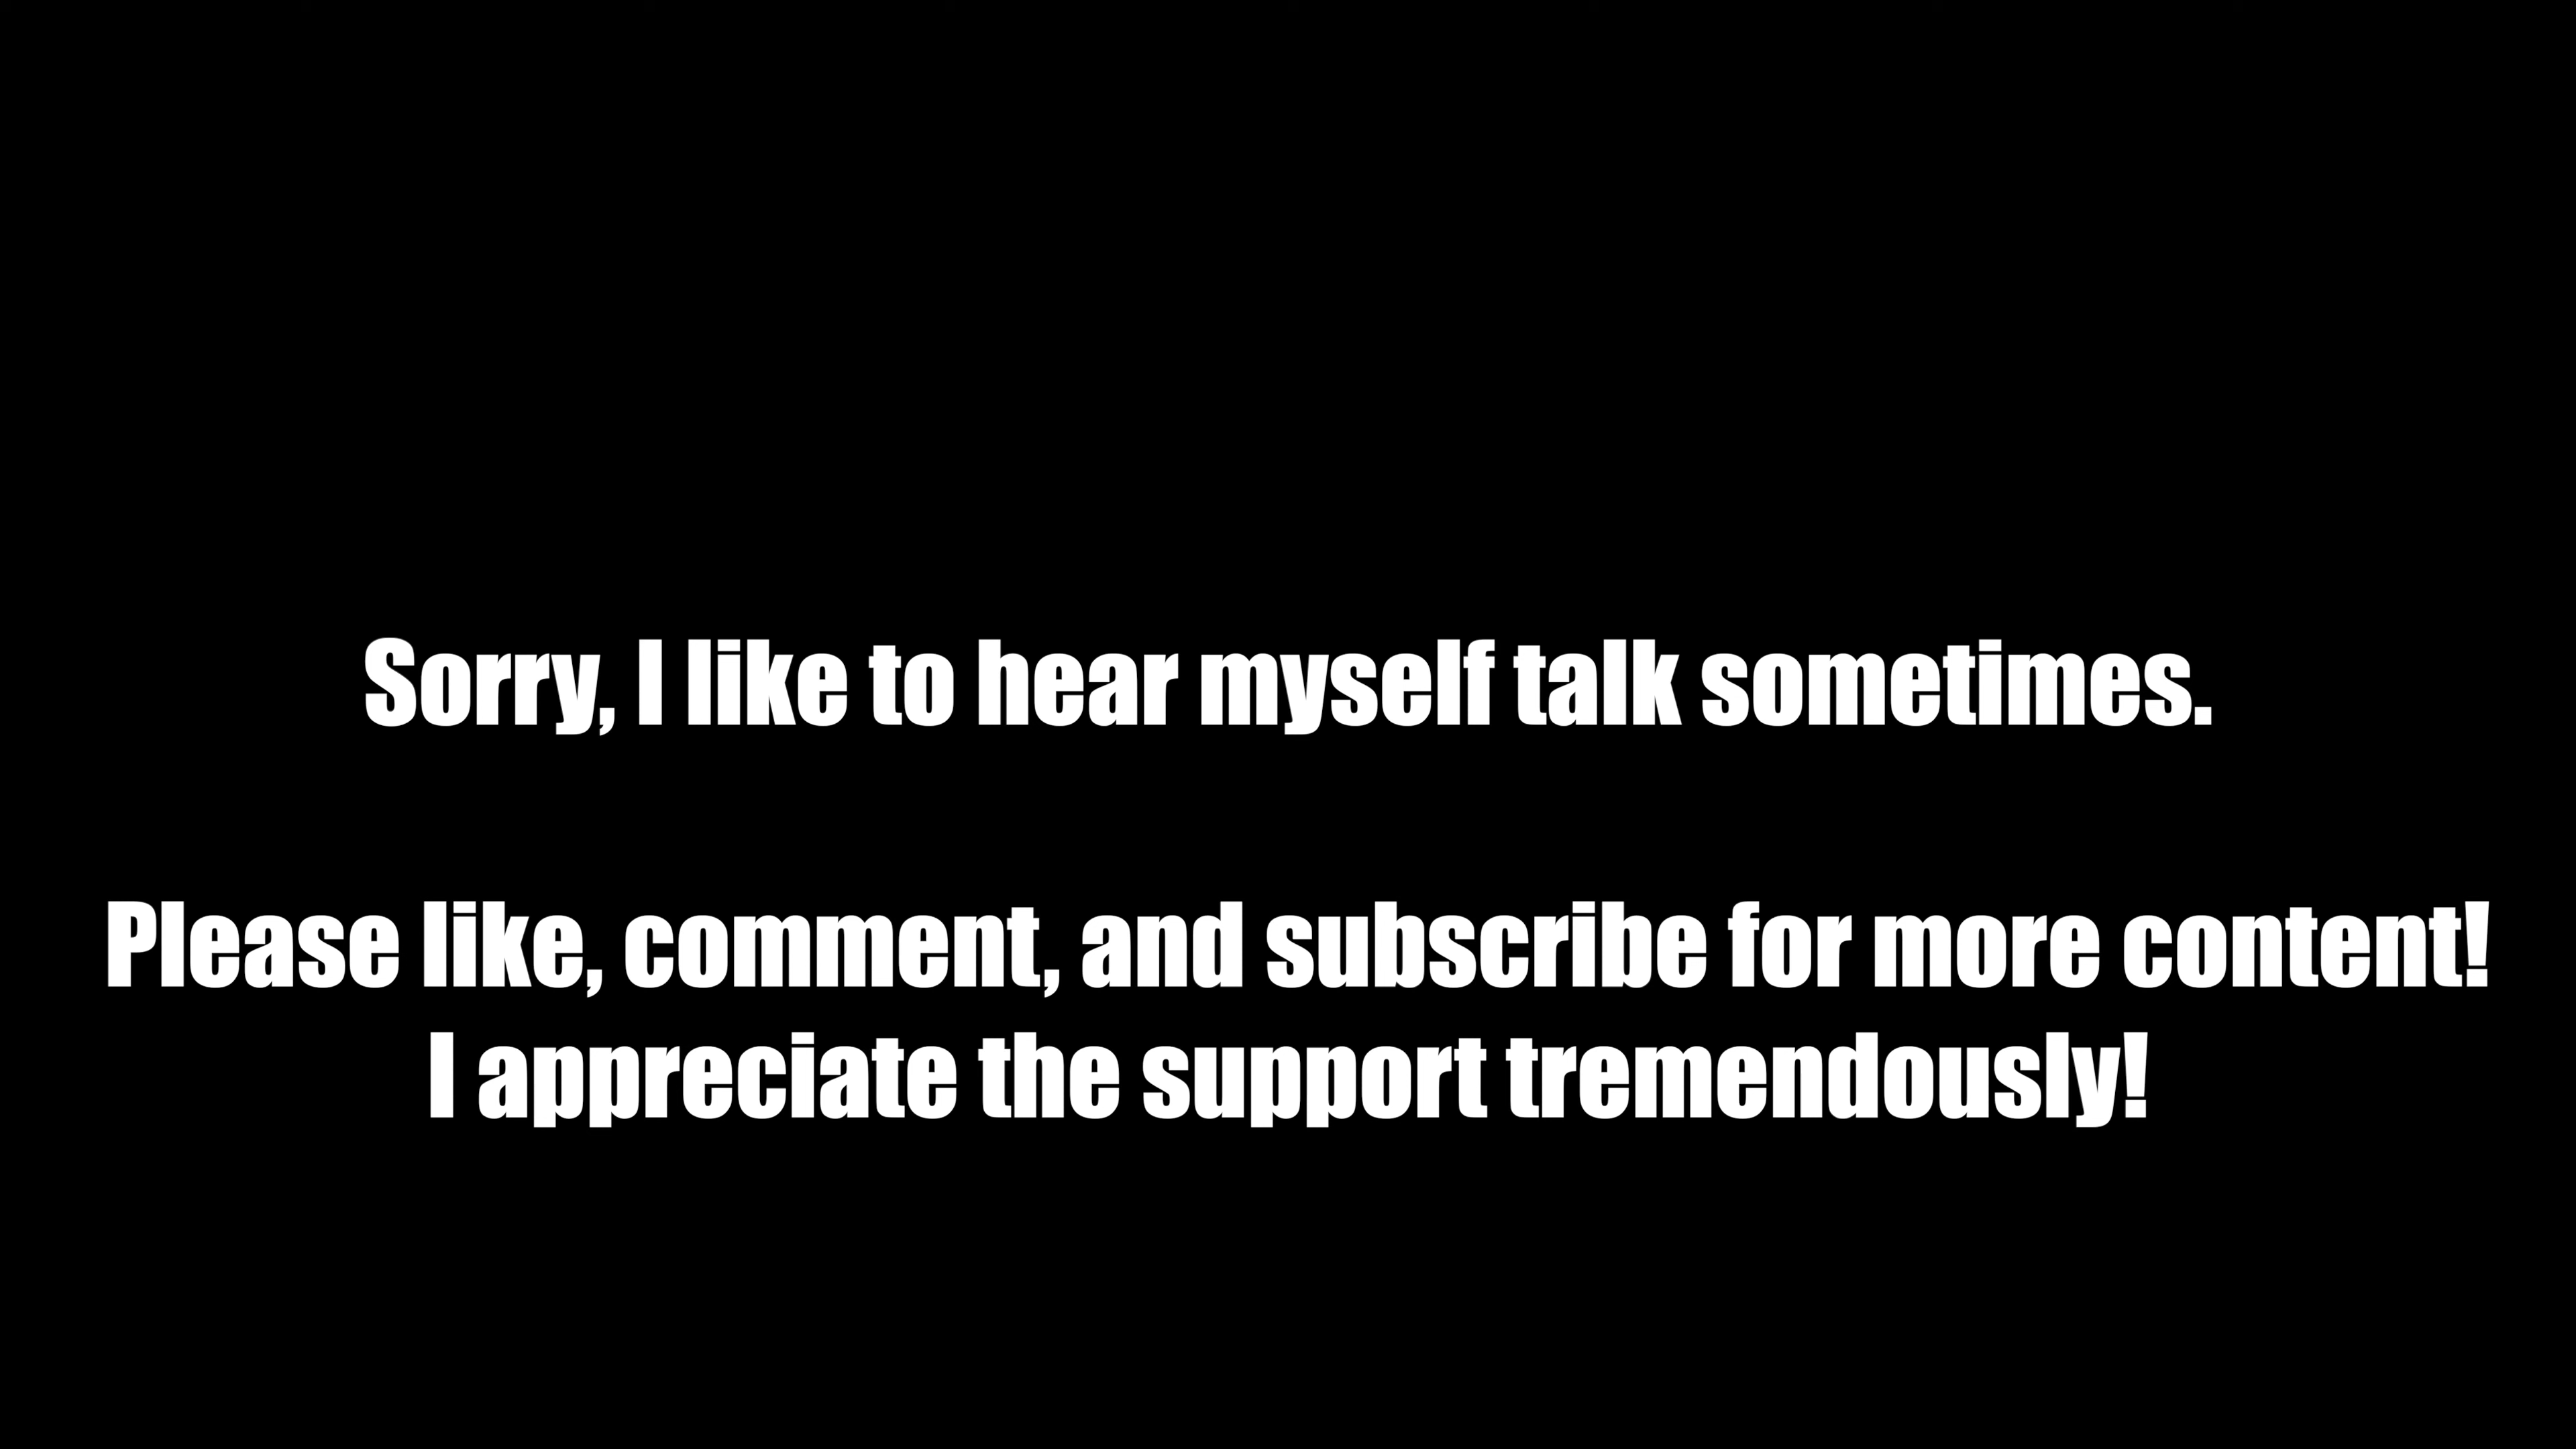 Sorry, I like to hear myself talk sometimes.
Please like, comment, and subscribe for more content!
I appreciate the support tremendously!